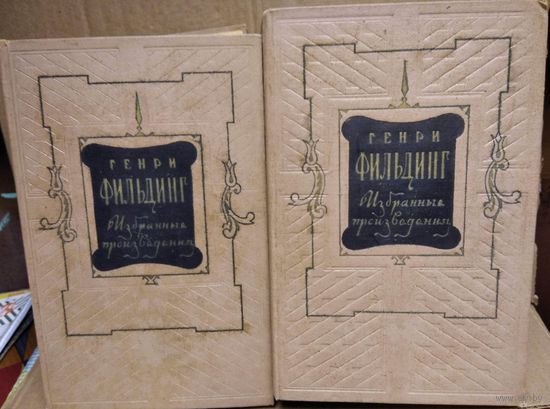 ГЕНРИ
ФИЛЬДИНГ
Избранные
произведения
ГЕНРИ
ФИЛЬДИНГ
Избранные
произведения